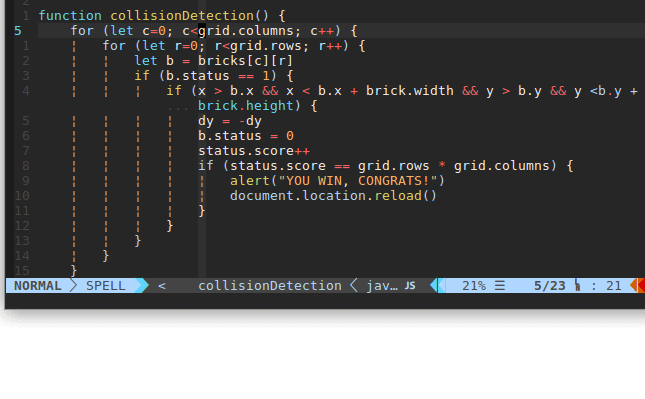 2
1 function collisionDetection() {
5 for (let c=0; c<grid.columns; c++) {
1 for (let r=0; r<grid.rows; r++) {
2 let b = bricks[c][r]
3 if (b.status == 1) {
4 if (x > b.x && x < b.x + brick.width && y > b.y && y <b.y +
... brick.height) {
5 dy = -dy
6 b.status = 0
7 status.score++
8 if (status.score == grid.rows * grid.columns) {
9 alert("YOU WIN, CONGRATS!")
10 document.location.reload()
11 }
12 }
13 }
14 }
15 }
NORMAL SPELL < collisionDetection < jav… JS 21% ☰ 5/23 : 21